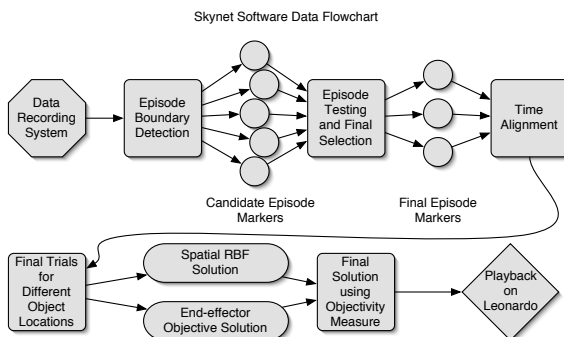 Skynet Software Data Flowchart
Data
Recording
System
Episode
Boundary
Detection
Episode
Testing
and Final
Selection
Time
Alignment
Candidate Episode
Markers
Final Episode
Markers
Final Trials
for
Different
Object
Locations
Spatial RBF
Solution
End-effector
Objective Solution
Final
Solution
using
Objectivity
Measure
Playback
on
Leonardo